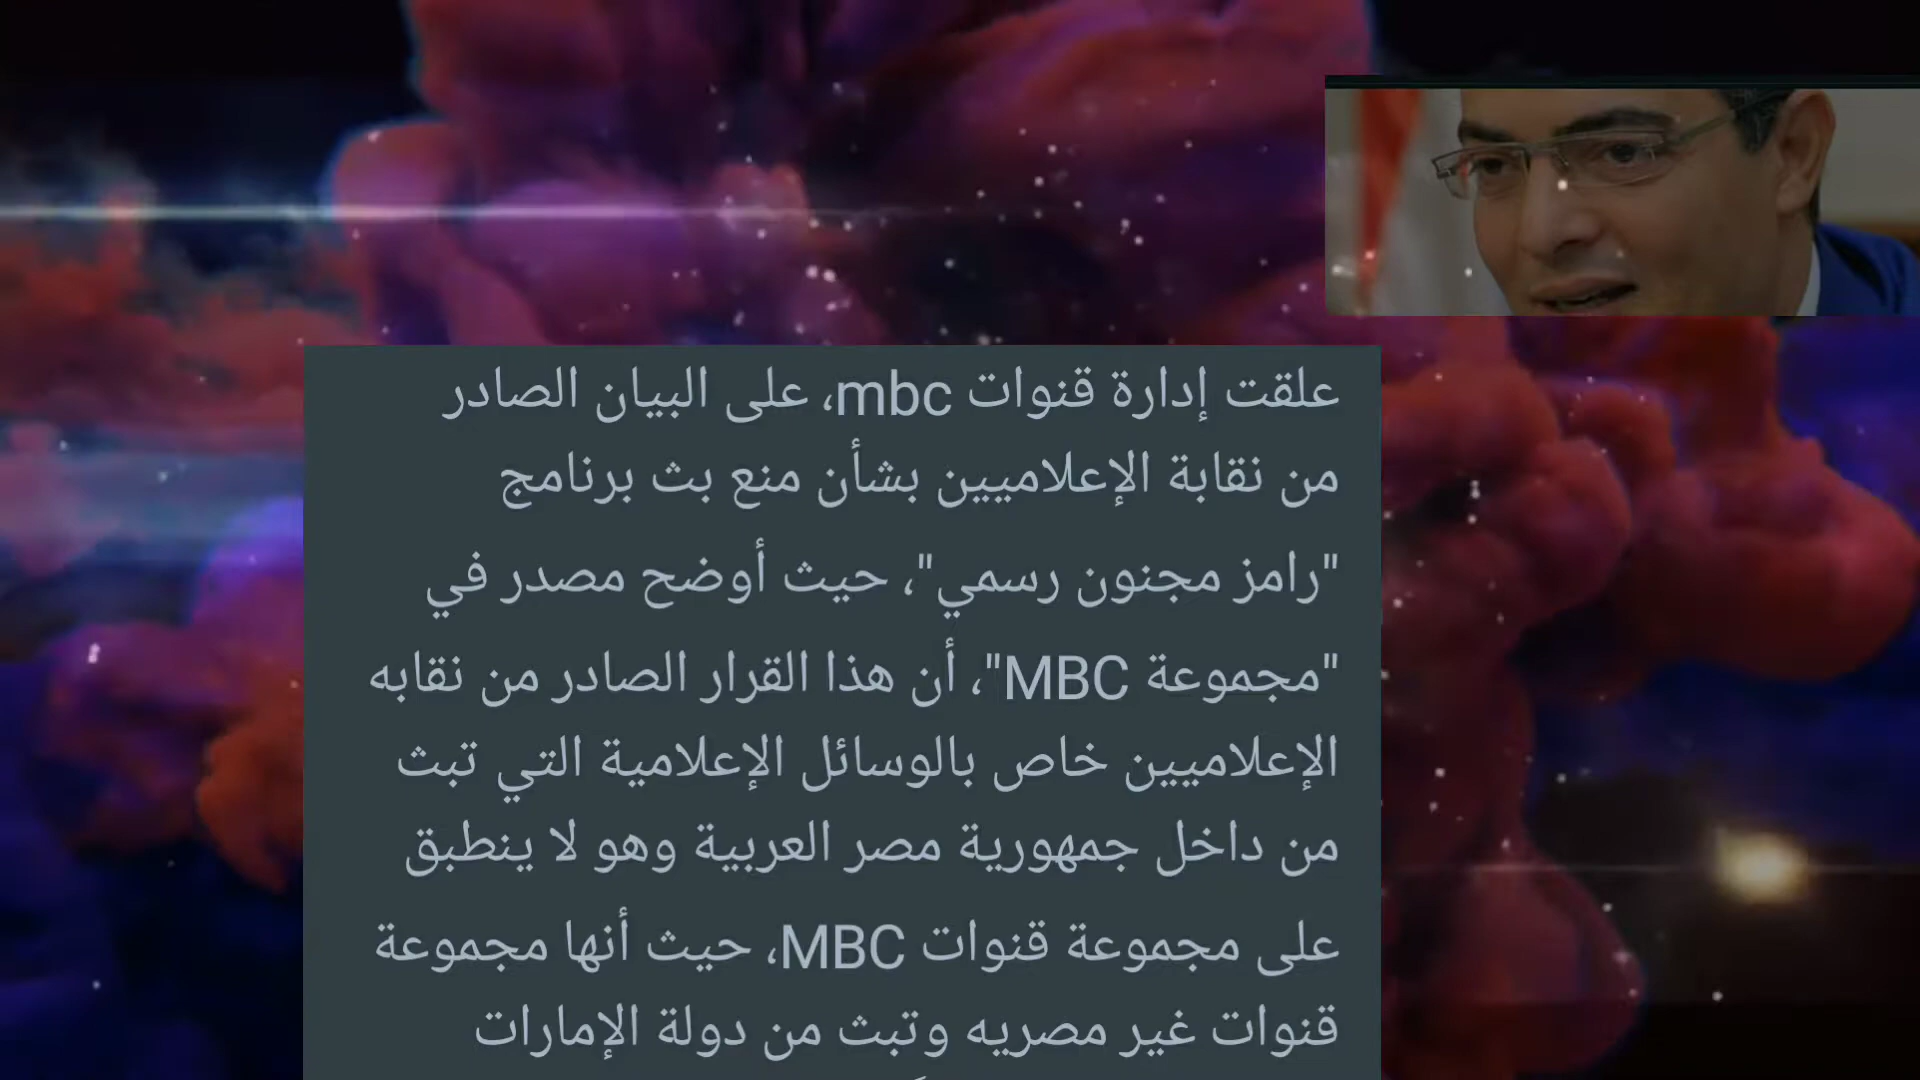 علقت إدارة قنوات mbc، على البيان الصادر
من نقابة الإعلاميين بشأن منع بث برنامج
"رامز مجنون رسمي"، حيث أوضح مصدر في
"مجموعة MBC"، أن هذا القرار الصادر من نقابه
الإعلاميين خاص بالوسائل الإعلامية التي تبث
من داخل جمهورية مصر العربية وهو لا ينطبق
على مجموعة قنوات MBC، حيث أنها مجموعة
قنوات غير مصريه وتبث من دولة الإمارات